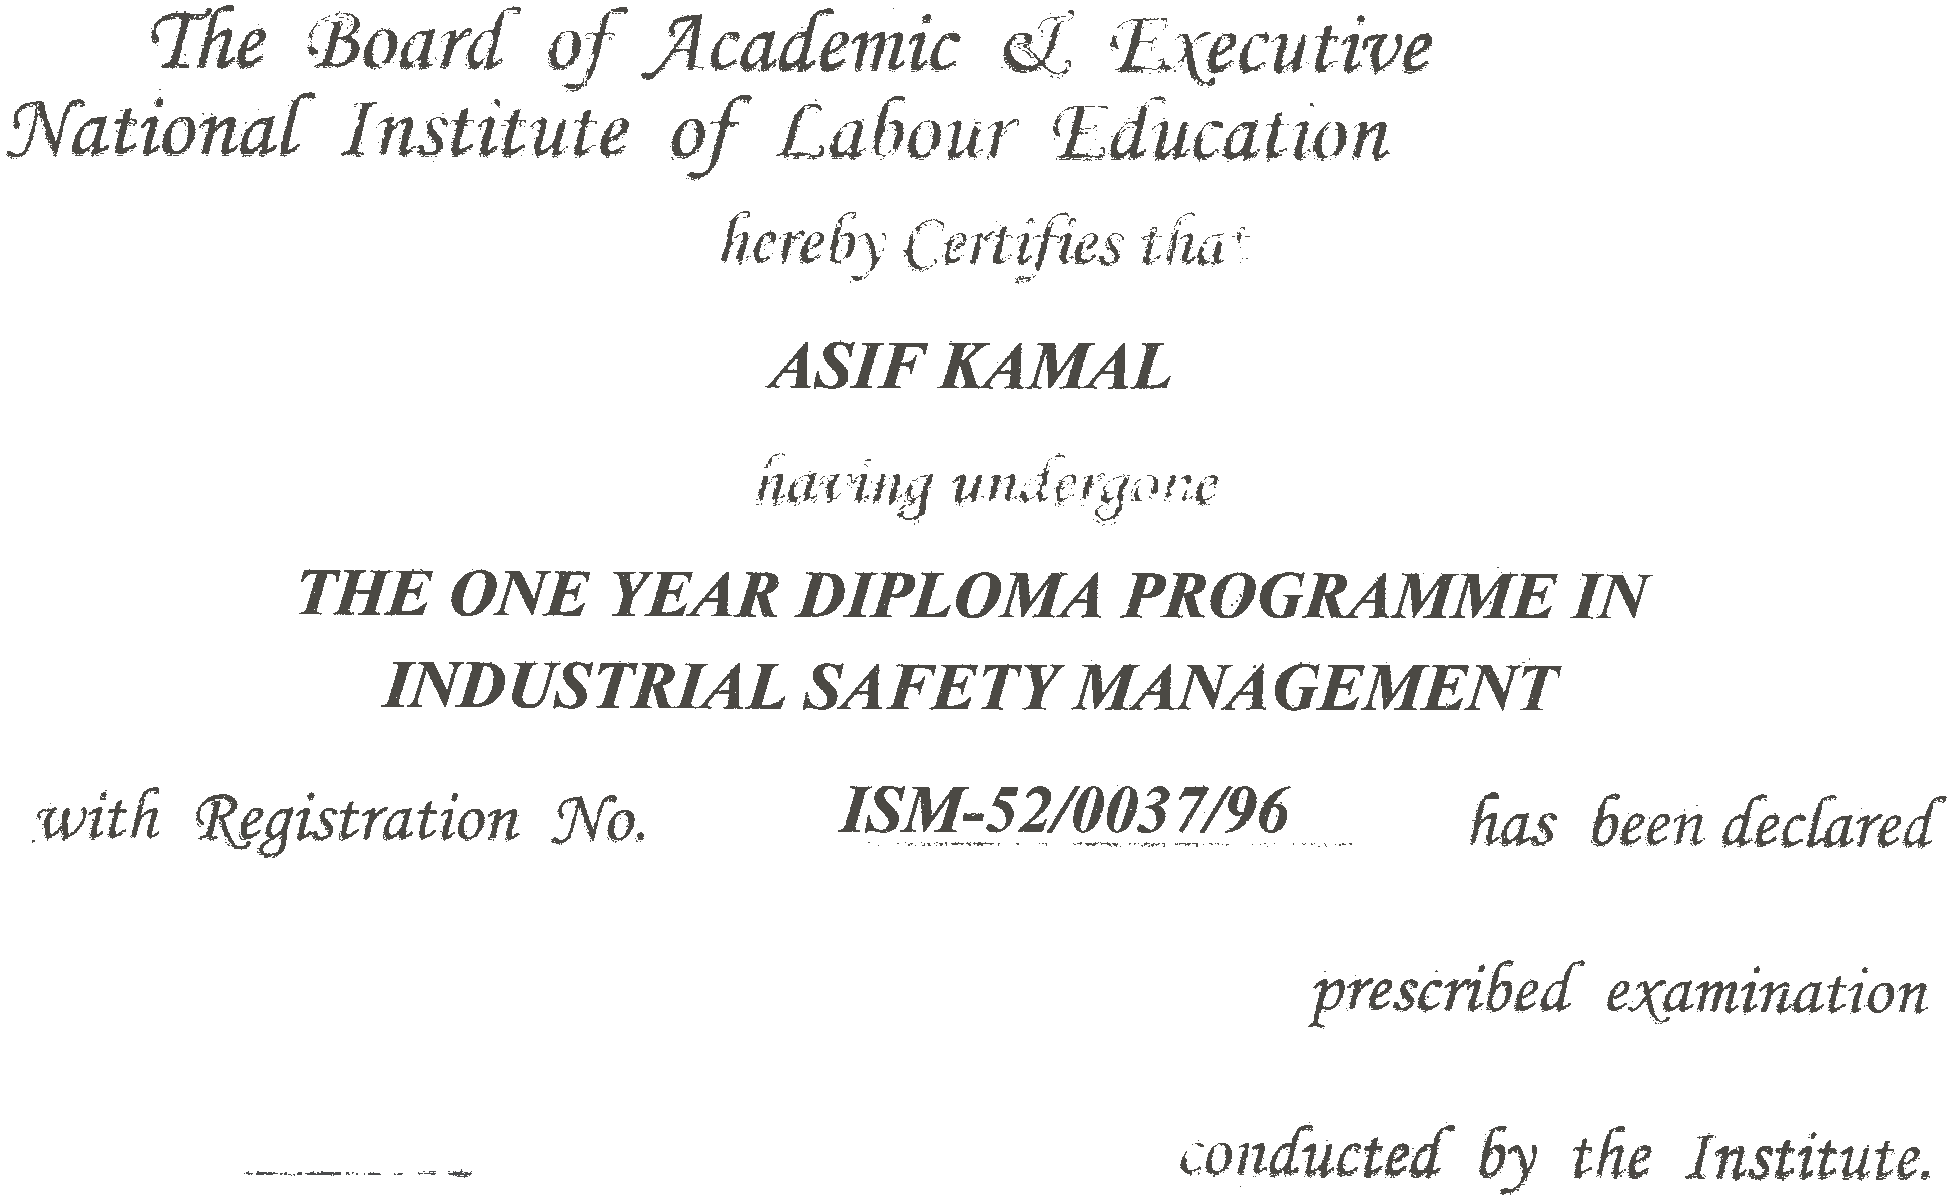 The Board of Academic & Executive
National Institute of Labour Education
hereby Certifies that
ASIF KAMAL
having undergone
THE ONE YEAR DIPLOMA PROGRAMME IN
INDUSTRIAL SAFETY MANAGEMENT
with Registration No. ISM-52/0037/96 has been declared
prescribed examination
conducted by the Institute.